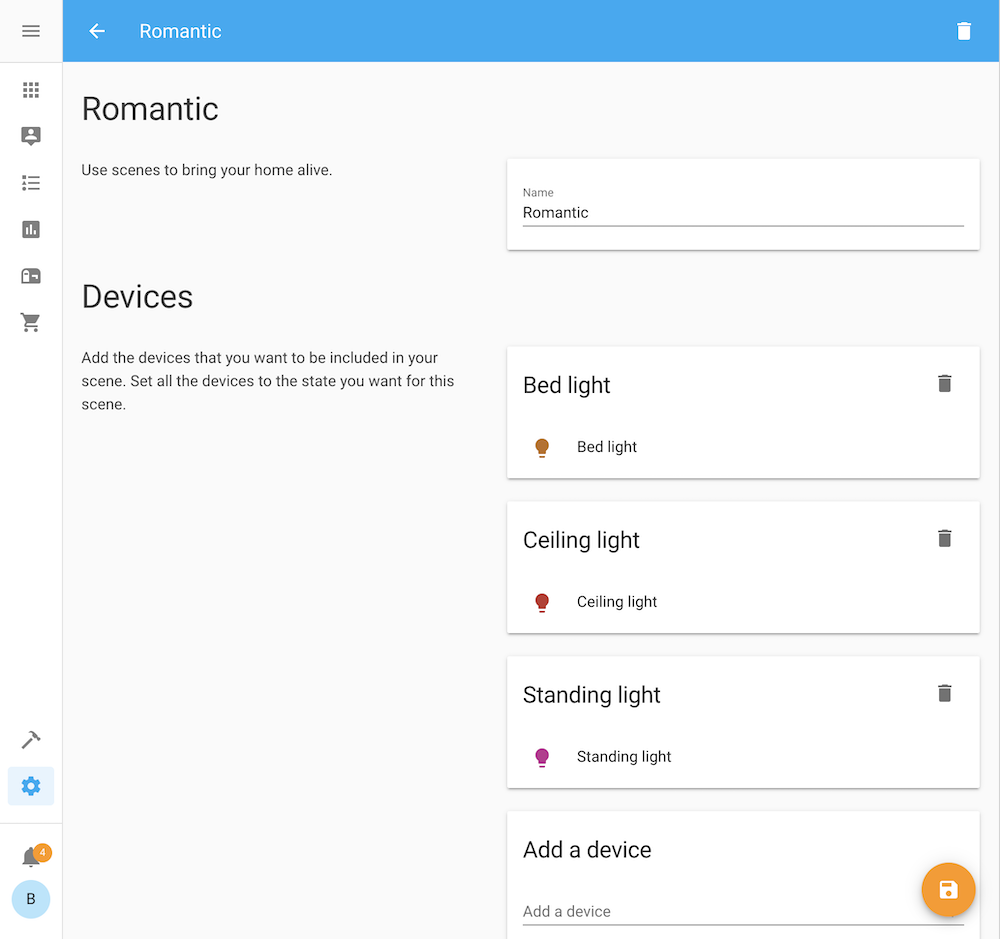 Romantic
Romantic
Use scenes to bring your home alive.
Name
Romantic
Devices
Add the devices that you want to be included in your
scene. Set all the devices to the state you want for this
scene.
Bed light
Bed light
Ceiling light
Ceiling light
Standing light
Standing light
Add a device
Add a device
4
B